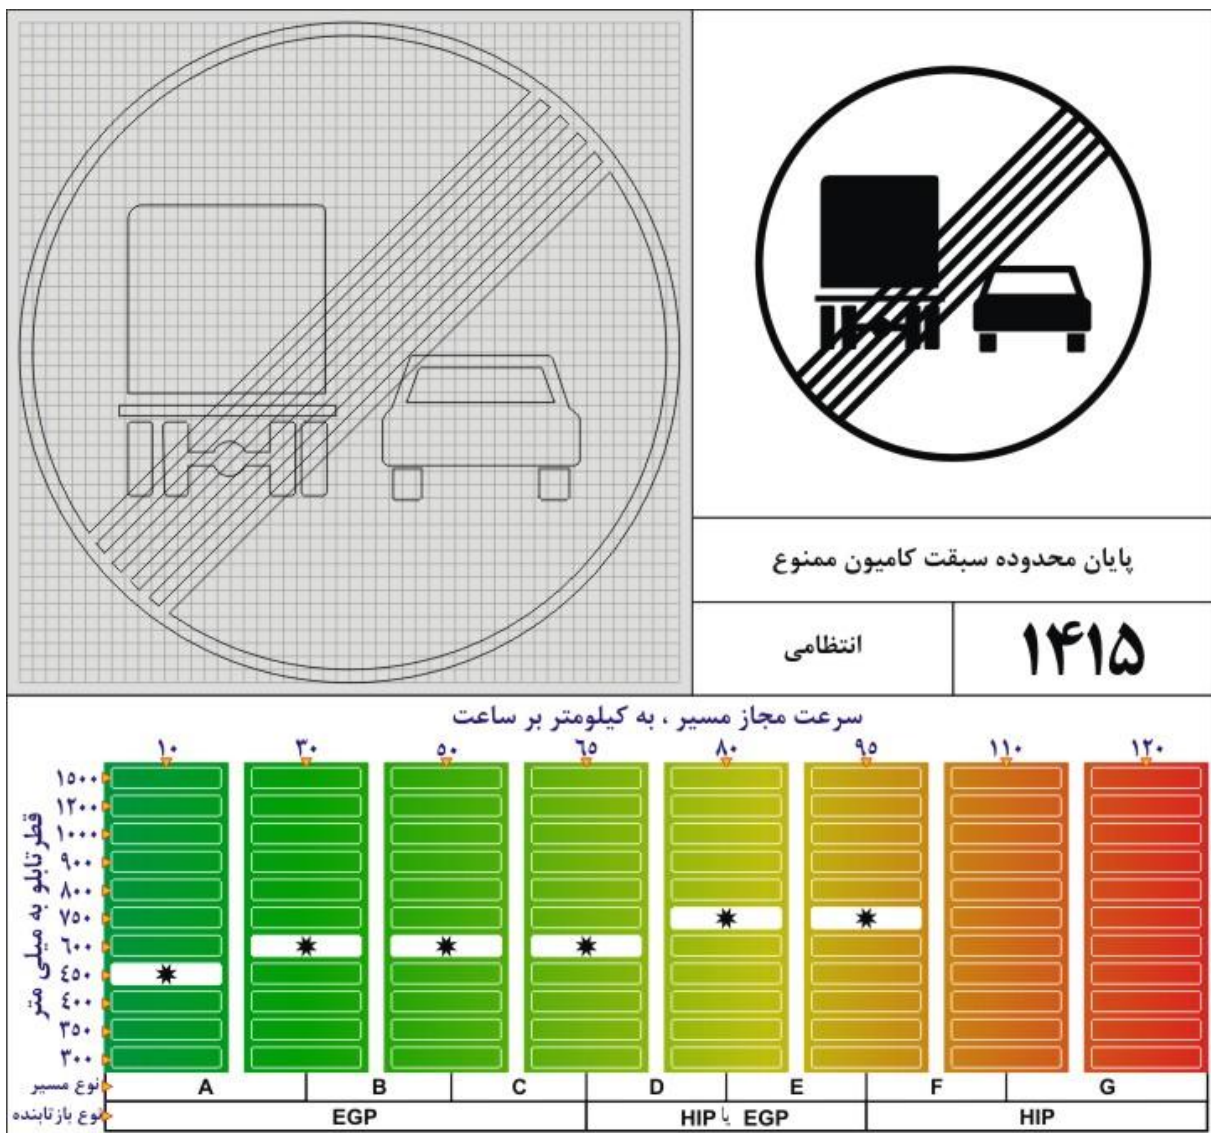 پایان محدوده سبقت کامیون ممنوع
۱۴۱۵
انتظامی
سرعت مجاز مسیر ، به کیلومتر بر ساعت
۱۰ ۳۰ ۵۰ ۶۵ ۸۰ ۹۵ ۱۱۰ ۱۲۰
قطر تابلو به میلی متر
۱۵۰۰
۱۲۰۰
۱۰۰۰
۹۰۰
۸۰۰
۷۵۰
۶۰۰
٤۵۰
٤۰۰
۳۵۰
۳۰۰
نوع مسیر A B C D E F G
نوع بازتابنده EGP HIP یا EGP HIP